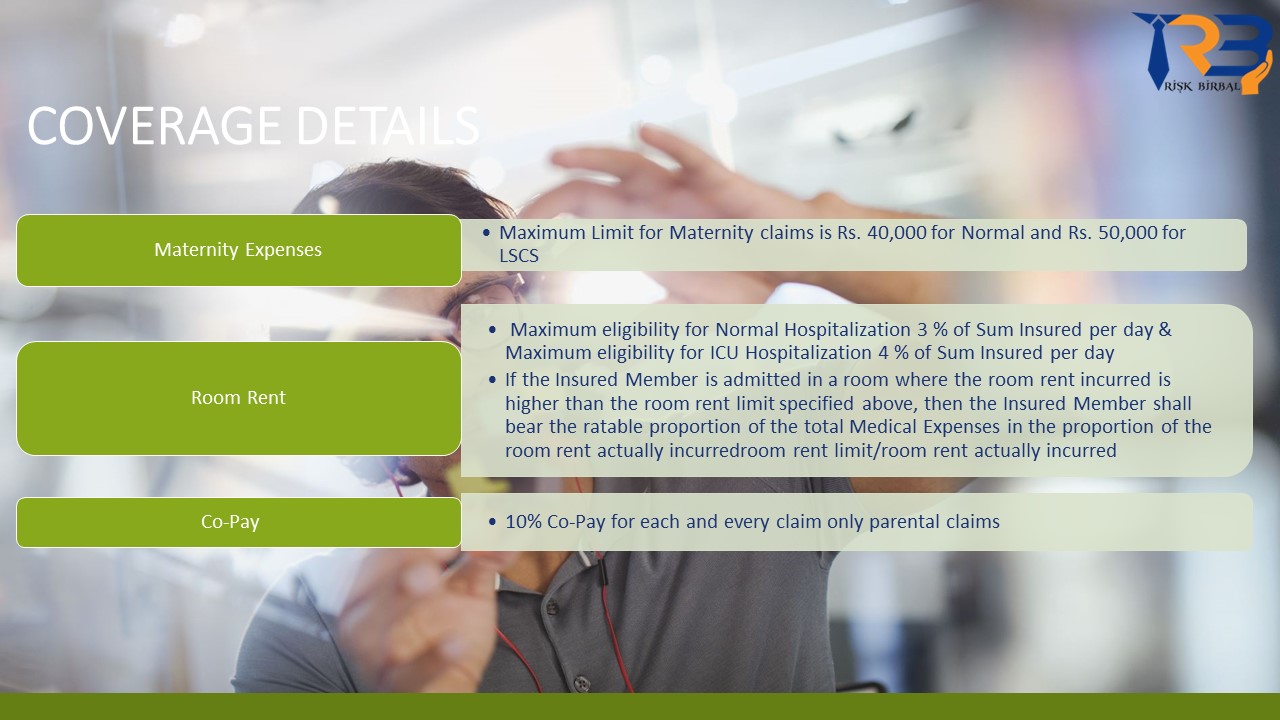 RB
RISK BIRBAL
COVERAGE DETAILS
Maternity Expenses
• Maximum Limit for Maternity claims is Rs. 40,000 for Normal and Rs. 50,000 for
LSCS
Room Rent
• Maximum eligibility for Normal Hospitalization 3 % of Sum Insured per day &
Maximum eligibility for ICU Hospitalization 4 % of Sum Insured per day
• If the Insured Member is admitted in a room where the room rent incurred is
higher than the room rent limit specified above, then the Insured Member shall
bear the ratable proportion of the total Medical Expenses in the proportion of the
room rent actually incurredroom rent limit/room rent actually incurred
Co-Pay
• 10% Co-Pay for each and every claim only parental claims